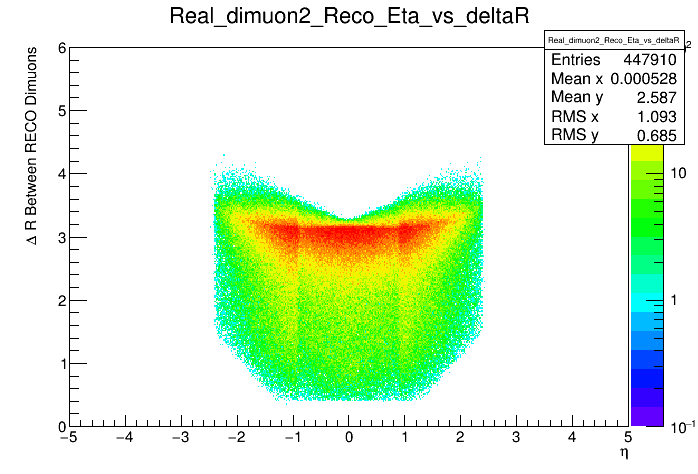 Real_dimuon2_Reco_Eta_vs_deltaR
Real_dimuon2_Reco_Eta_vs_deltaR
Entries 447910
Mean x 0.000528
Mean y 2.587
RMS x 1.093
RMS y 0.685
Δ R Between RECO Dimuons
6
5
4
3
2
1
0
−5 −4 −3 −2 −1 0 1 2 3 4 5
η
2
10
1
10⁻¹